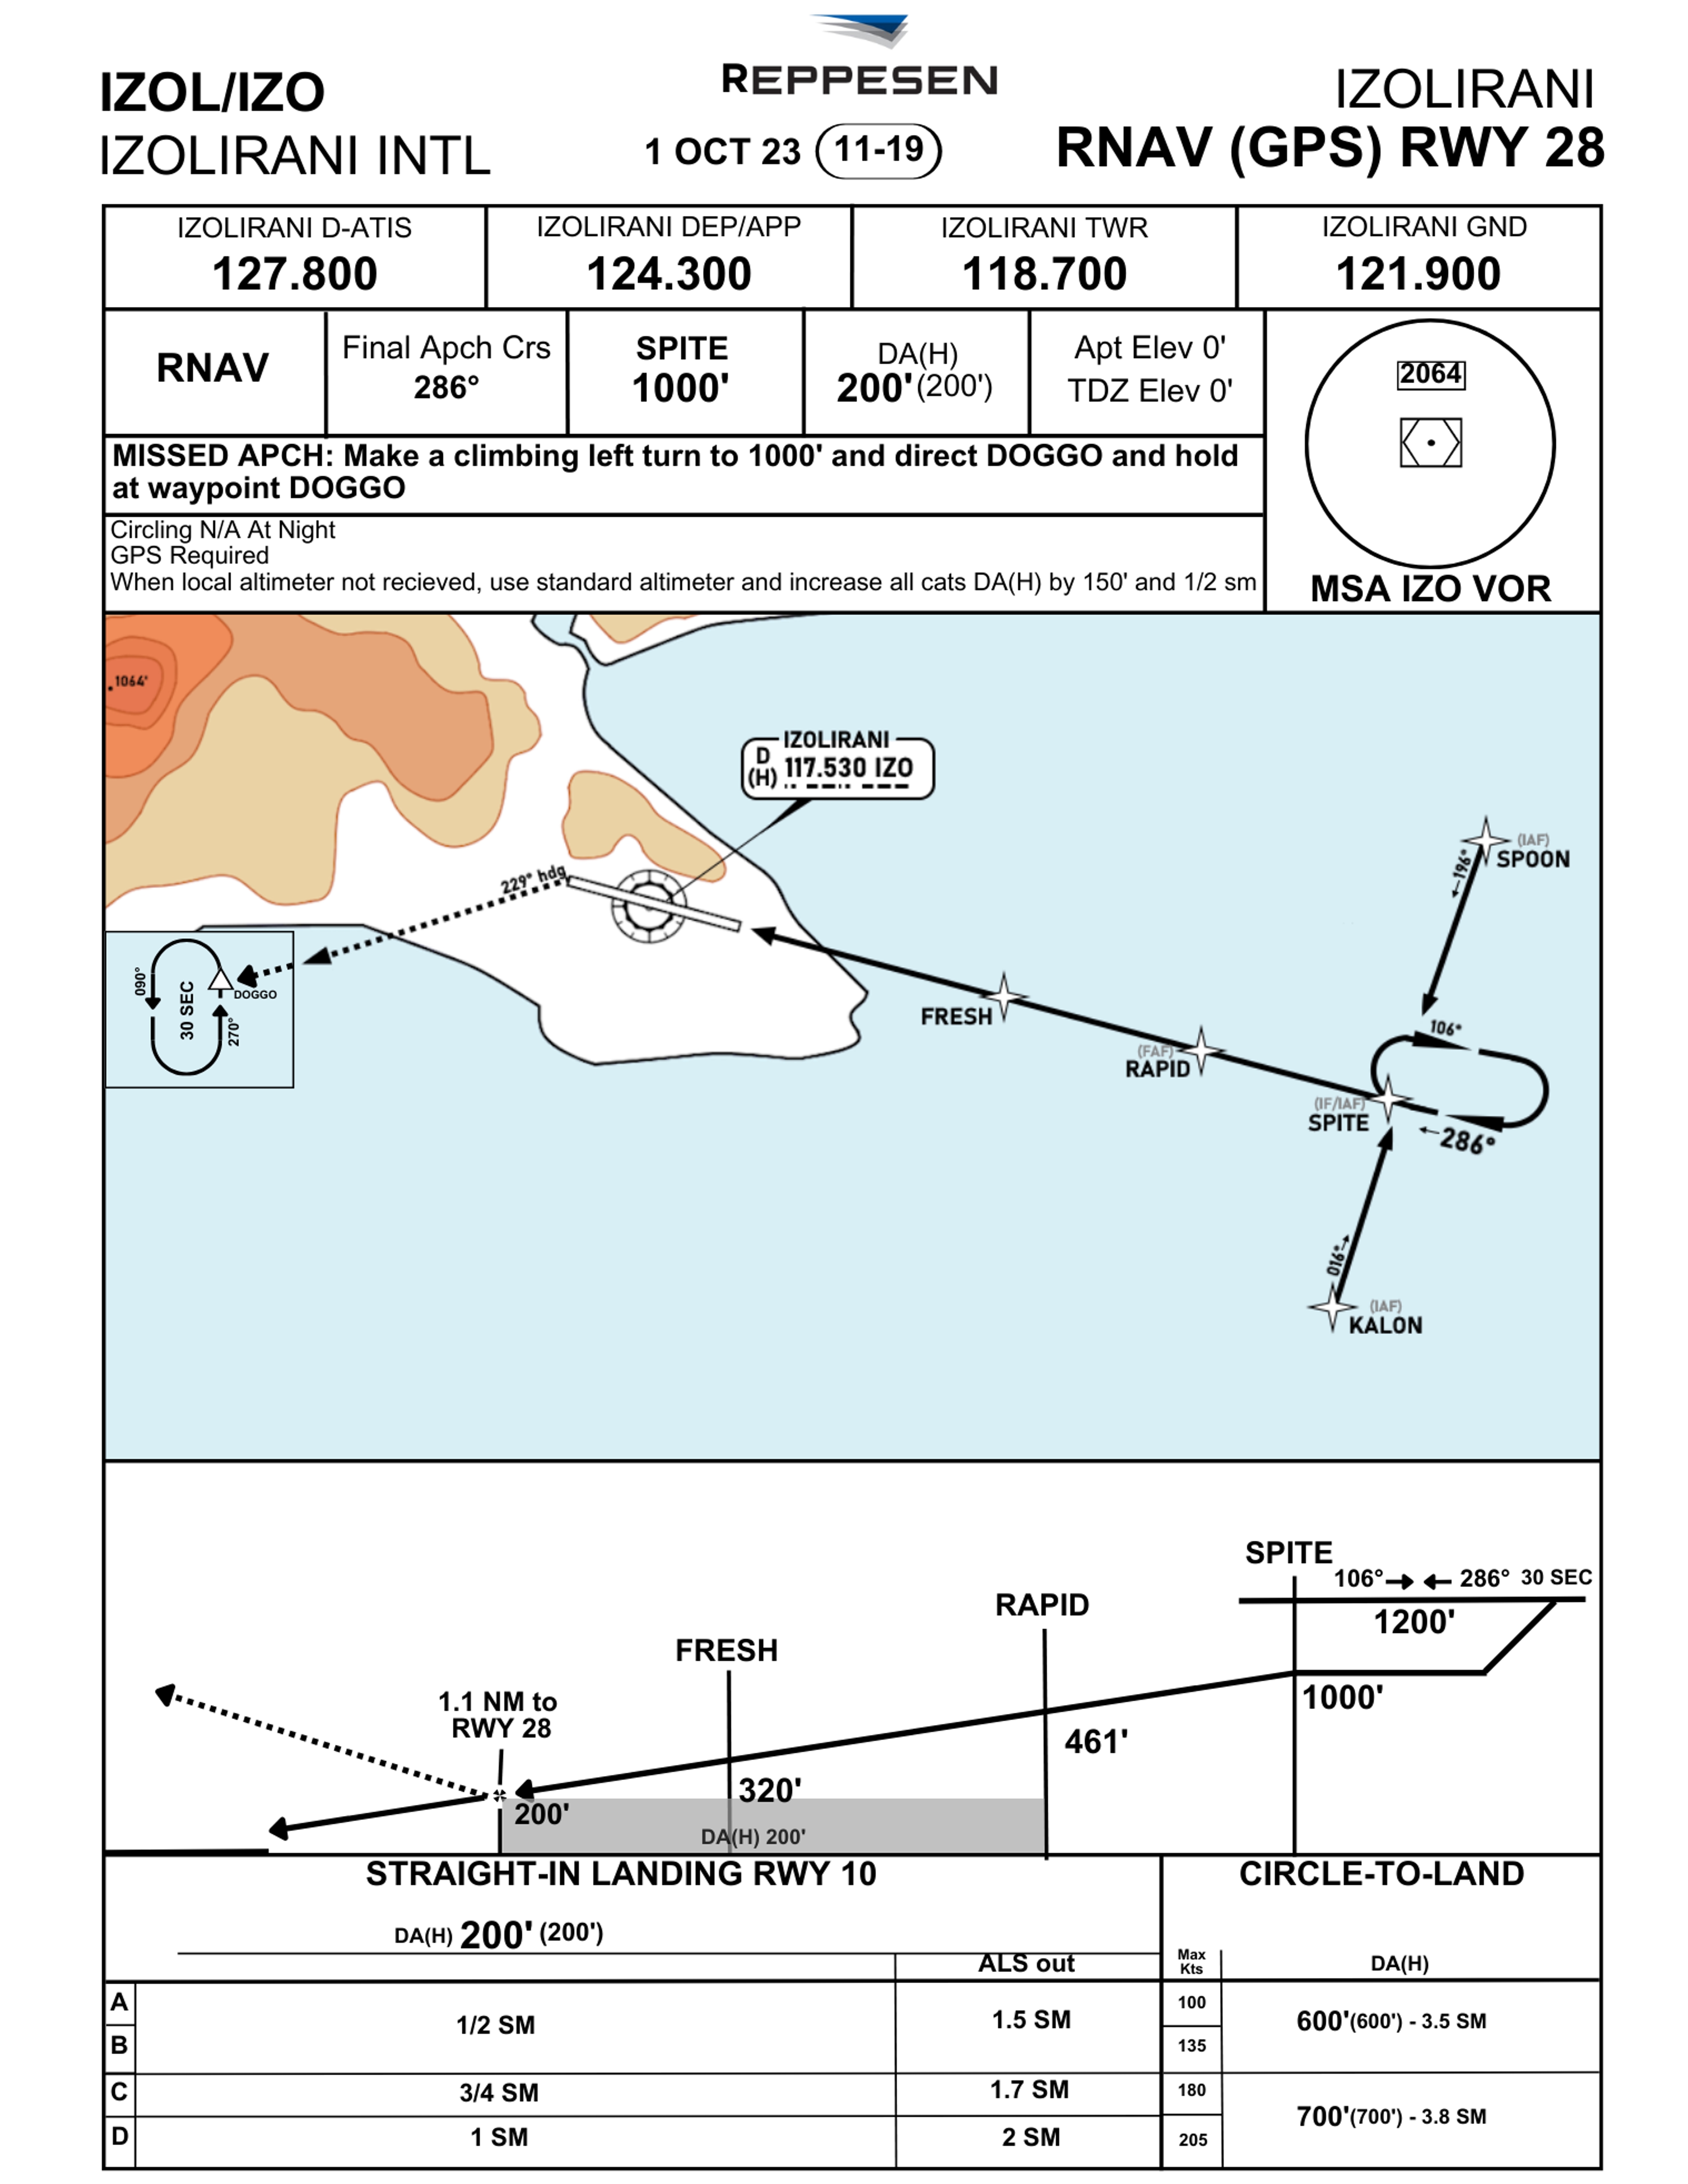 REPPESEN
IZOL/IZO
IZOLIRANI INTL
1 OCT 23
11-19
IZOLIRANI
RNAV (GPS) RWY 28
IZOLIRANI D-ATIS
127.800
IZOLIRANI DEP/APP
124.300
IZOLIRANI TWR
118.700
IZOLIRANI GND
121.900
RNAV
Final Apch Crs
286°
SPITE
1000'
DA(H)
200'(200')
Apt Elev 0'
TDZ Elev 0'
2064
MSA IZO VOR
MISSED APCH: Make a climbing left turn to 1000' and direct DOGGO and hold
at waypoint DOGGO
Circling N/A At Night
GPS Required
When local altimeter not recieved, use standard altimeter and increase all cats DA(H) by 150' and 1/2 sm
1064'
IZOLIRANI
D
(H) 117.530 IZO
(IAF)
SPOON
196°
229° hdg
090°
30 SEC
270°
DOGGO
FRESH
(FAF)
RAPID
106°
(IF/IAF)
SPITE
286°
016°
(IAF)
KALON
SPITE
106° 286° 30 SEC
1200'
RAPID
FRESH
1000'
1.1 NM to
RWY 28
461'
320'
200'
DA(H) 200'
STRAIGHT-IN LANDING RWY 10
CIRCLE-TO-LAND
DA(H) 200' (200')
ALS out
Max
Kts
DA(H)
A
B
1/2 SM
1.5 SM
100
135
600'(600') - 3.5 SM
C
3/4 SM
1.7 SM
180
700'(700') - 3.8 SM
D
1 SM
2 SM
205